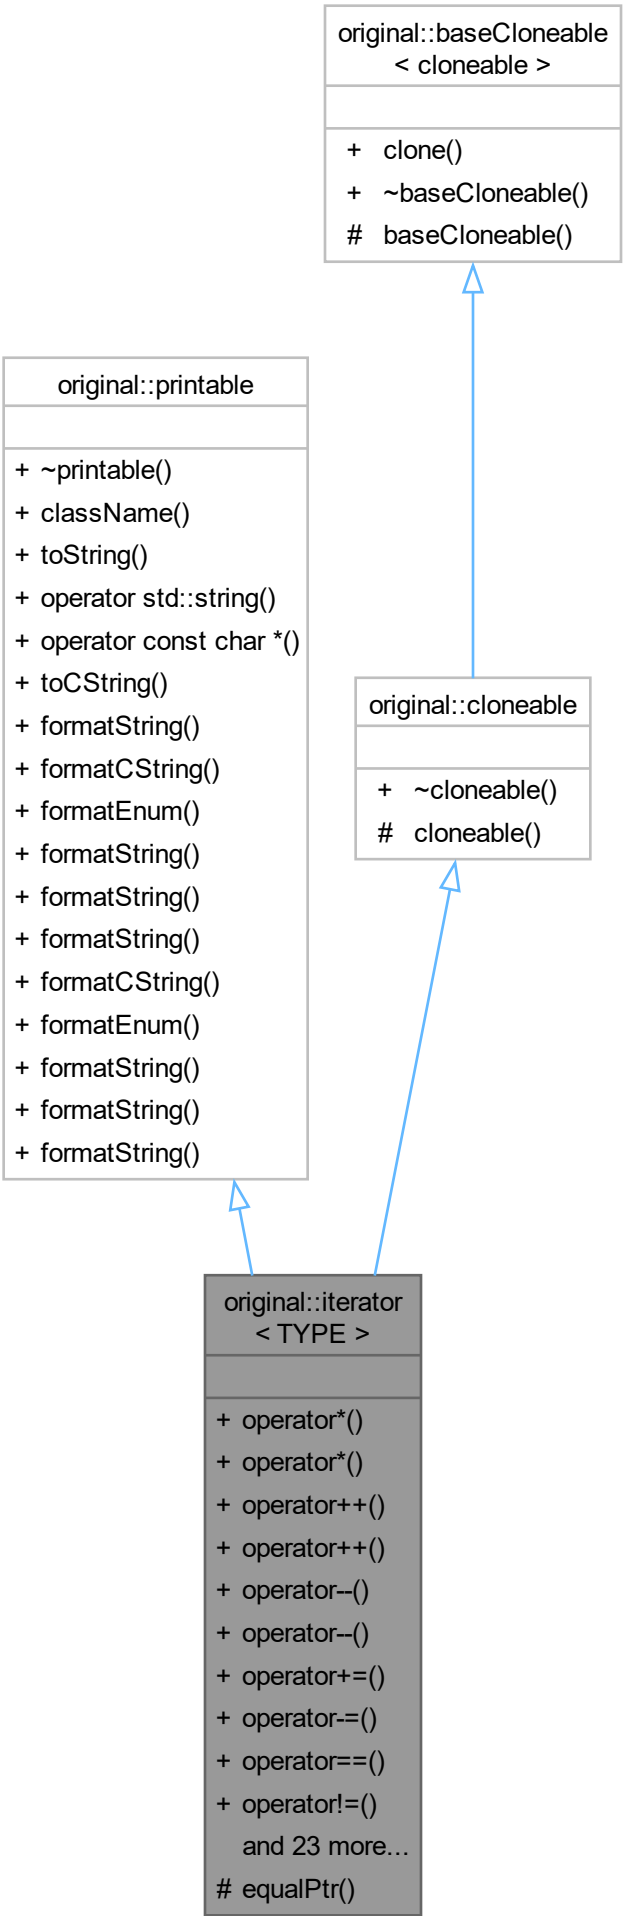 original::baseCloneable
< cloneable >
+ clone()
+ ~baseCloneable()
# baseCloneable()
original::printable
+ ~printable()
+ className()
+ toString()
+ operator std::string()
+ operator const char *()
+ toCString()
+ formatString()
+ formatCString()
+ formatEnum()
+ formatString()
+ formatString()
+ formatString()
+ formatCString()
+ formatEnum()
+ formatString()
+ formatString()
+ formatString()
original::cloneable
+ ~cloneable()
# cloneable()
original::iterator
< TYPE >
+ operator*()
+ operator*()
+ operator++()
+ operator++()
+ operator--()
+ operator--()
+ operator+=()
+ operator-=()
+ operator==()
+ operator!=()
and 23 more...
# equalPtr()